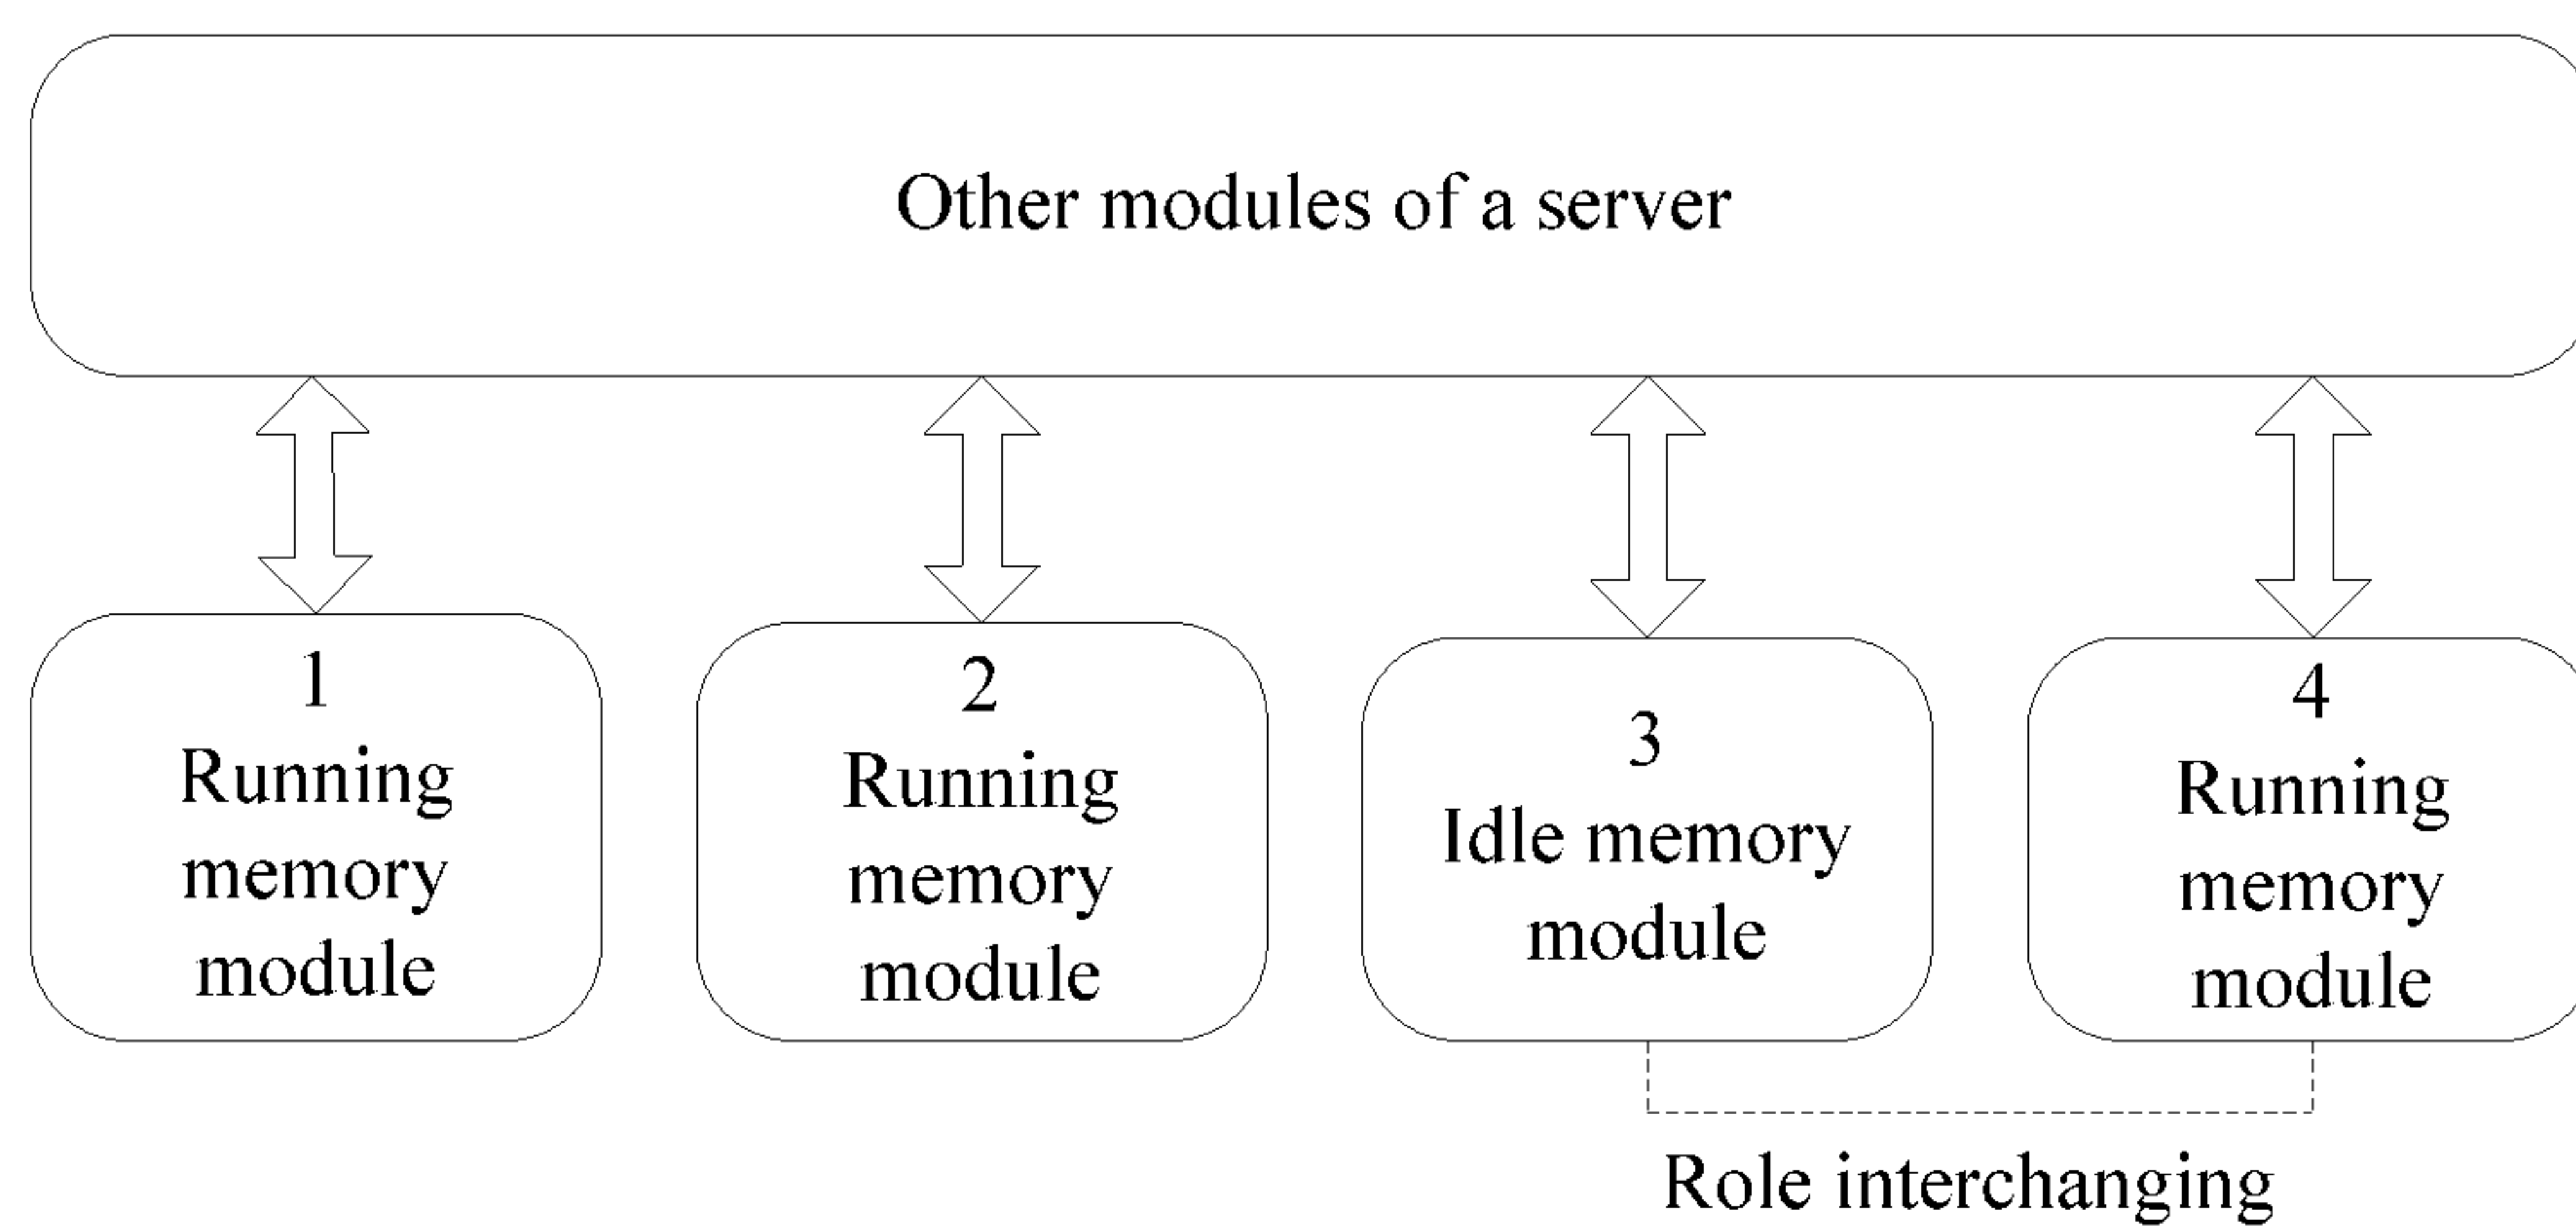 Other modules of a server
1
Running
memory
module
2
Running
memory
module
3
Idle memory
module
4
Running
memory
module
Role interchanging